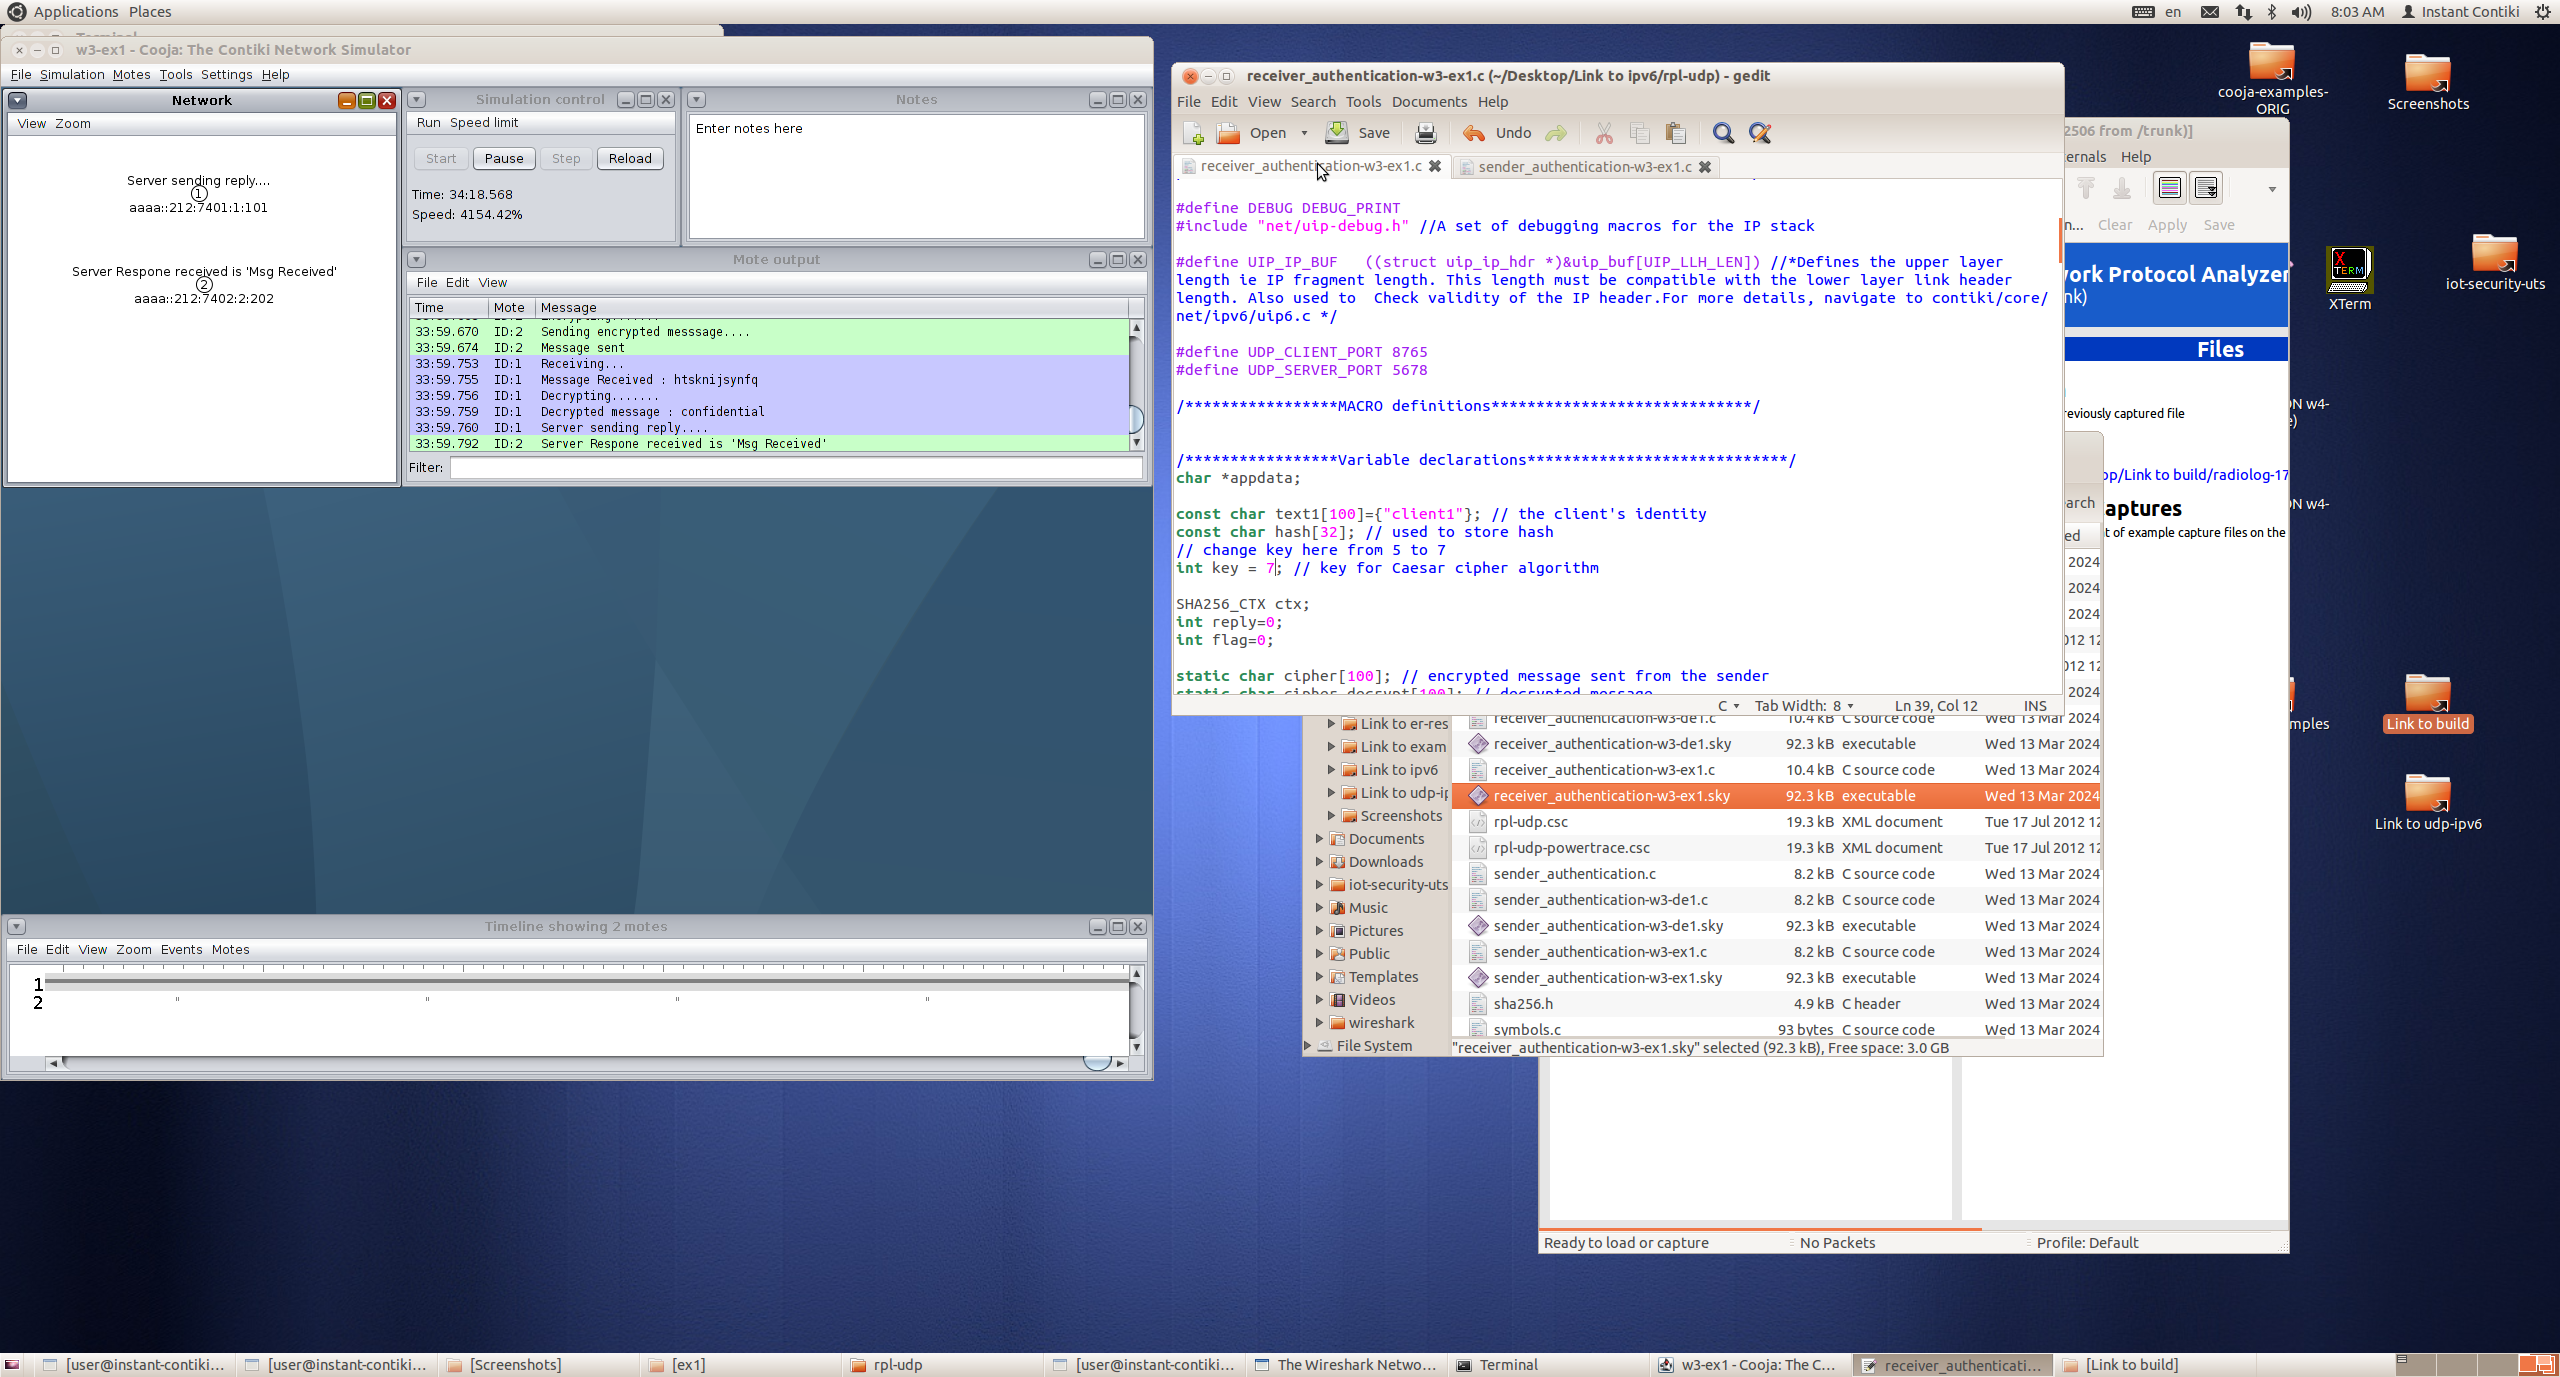 Applications Places
en 8:03 AM Instant Contiki
w3-ex1 - Cooja: The Contiki Network Simulator
File Simulation Motes Tools Settings Help
Network
View Zoom
Server sending reply....
1
aaaa::212:7401:1:101
Server Respone received is 'Msg Received'
2
aaaa::212:7402:2:202
Simulation control
Run Speed limit
Start Pause Step Reload
Time: 34:18.568
Speed: 4154.42%
Notes
Enter notes here
Mote output
File Edit View
Time Mote Message
33:59.670 ID:2 Sending encrypted messsage....
33:59.674 ID:2 Message sent
33:59.753 ID:1 Receiving...
33:59.755 ID:1 Message Received : htsknijsynfq
33:59.756 ID:1 Decrypting.......
33:59.759 ID:1 Decrypted message : confidential
33:59.760 ID:1 Server sending reply....
33:59.792 ID:2 Server Respone received is 'Msg Received'
Filter:
Timeline showing 2 motes
File Edit View Zoom Events Motes
1
2
receiver_authentication-w3-ex1.c (~/Desktop/Link to ipv6/rpl-udp) - gedit
File Edit View Search Tools Documents Help
Open Save Undo
receiver_authentication-w3-ex1.c sender_authentication-w3-ex1.c
#define DEBUG DEBUG_PRINT
#include "net/uip-debug.h" //A set of debugging macros for the IP stack
#define UIP_IP_BUF   ((struct uip_ip_hdr *)&uip_buf[UIP_LLH_LEN]) //*Defines the upper layer
length ie IP fragment length. This length must be compatible with the lower layer link header
length. Also used to  Check validity of the IP header.For more details, navigate to contiki/core/
net/ipv6/uip6.c */
#define UDP_CLIENT_PORT 8765
#define UDP_SERVER_PORT 5678
/*****************MACRO definitions*****************************/
/*****************Variable declarations*****************************/
char *appdata;
const char text1[100]={"client1"}; // the client's identity
const char hash[32]; // used to store hash
// change key here from 5 to 7
int key = 7; // key for Caesar cipher algorithm
SHA256_CTX ctx;
int reply=0;
int flag=0;
static char cipher[100]; // encrypted message sent from the sender
static char cipher_decrypt[100]; // decrypted message
C Tab Width: 8 Ln 39, Col 12 INS
Link to er-res
Link to exam
Link to ipv6
Link to udp-ip
Screenshots
Documents
Downloads
iot-security-uts
Music
Pictures
Public
Templates
Videos
wireshark
File System
receiver_authentication-w3-de1.c 10.4 kB C source code Wed 13 Mar 2024
receiver_authentication-w3-de1.sky 92.3 kB executable Wed 13 Mar 2024
receiver_authentication-w3-ex1.c 10.4 kB C source code Wed 13 Mar 2024
receiver_authentication-w3-ex1.sky 92.3 kB executable Wed 13 Mar 2024
rpl-udp.csc 19.3 kB XML document Tue 17 Jul 2012 12
rpl-udp-powertrace.csc 19.3 kB XML document Tue 17 Jul 2012 12
sender_authentication.c 8.2 kB C source code Wed 13 Mar 2024
sender_authentication-w3-de1.c 8.2 kB C source code Wed 13 Mar 2024
sender_authentication-w3-de1.sky 92.3 kB executable Wed 13 Mar 2024
sender_authentication-w3-ex1.c 8.2 kB C source code Wed 13 Mar 2024
sender_authentication-w3-ex1.sky 92.3 kB executable Wed 13 Mar 2024
sha256.h 4.9 kB C header Wed 13 Mar 2024
symbols.c 93 bytes C source code Wed 13 Mar 2024
"receiver_authentication-w3-ex1.sky" selected (92.3 kB), Free space: 3.0 GB
2506 from /trunk)]
ernals Help
n... Clear Apply Save
ork Protocol Analyzer
nk)
Files
reviously captured file
op/Link to build/radiolog-17
arch
aptures
t of example capture files on the
ed
2024
2024
2024
012 12
012 12
2024
Ready to load or capture No Packets Profile: Default
cooja-examples-
ORIG
Screenshots
XTerm
iot-security-uts
ON w4-
e)
ON w4-
mples
Link to build
Link to udp-ipv6
[user@instant-contiki... [user@instant-contiki... [Screenshots] [ex1] rpl-udp [user@instant-contiki... The Wireshark Netwo... Terminal w3-ex1 - Cooja: The C... receiver_authenticati... [Link to build]